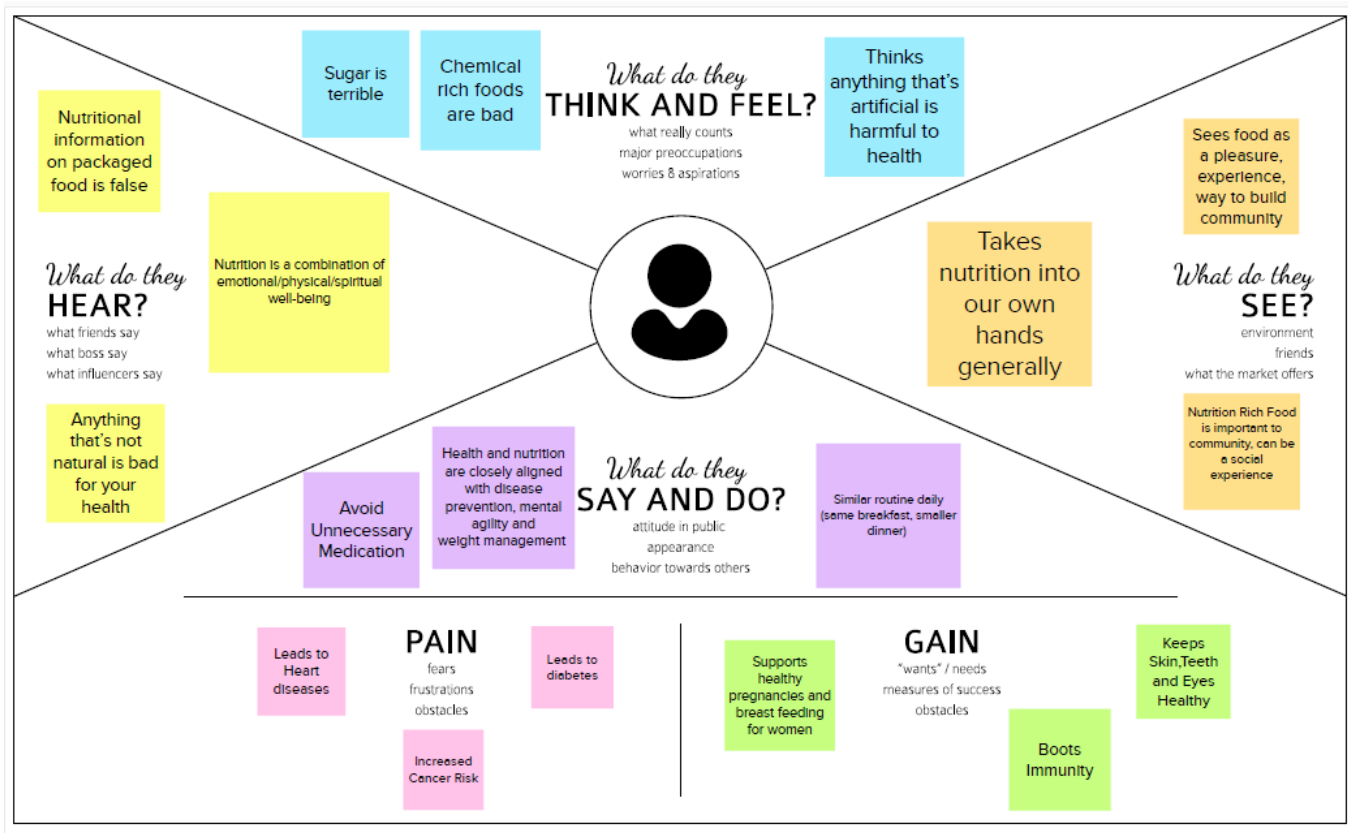 What do they
THINK AND FEEL?
what really counts
major preoccupations
worries & aspirations
Sugar is
terrible
Chemical
rich foods
are bad
Thinks
anything that's
artificial is
harmful to
health
What do they
HEAR?
what friends say
what boss say
what influencers say
Nutritional
information
on packaged
food is false
Nutrition is a combination of
emotional/physical/spiritual
well-being
Anything
that's not
natural is bad
for your
health
What do they
SEE?
environment
friends
what the market offers
Sees food as
a pleasure,
experience,
way to build
community
Takes
nutrition into
our own
hands
generally
Nutrition Rich Food
is important to
community, can be
a social
experience
What do they
SAY AND DO?
attitude in public
appearance
behavior towards others
Avoid
Unnecessary
Medication
Health and nutrition
are closely aligned
with disease
prevention, mental
agility and
weight management
Similar routine daily
(same breakfast, smaller
dinner)
PAIN
fears
frustrations
obstacles
Leads to
Heart
diseases
Leads to
diabetes
Increased
Cancer Risk
GAIN
"wants" / needs
measures of success
obstacles
Supports
healthy
pregnancies and
breast feeding
for women
Keeps
Skin,Teeth
and Eyes
Healthy
Boots
Immunity